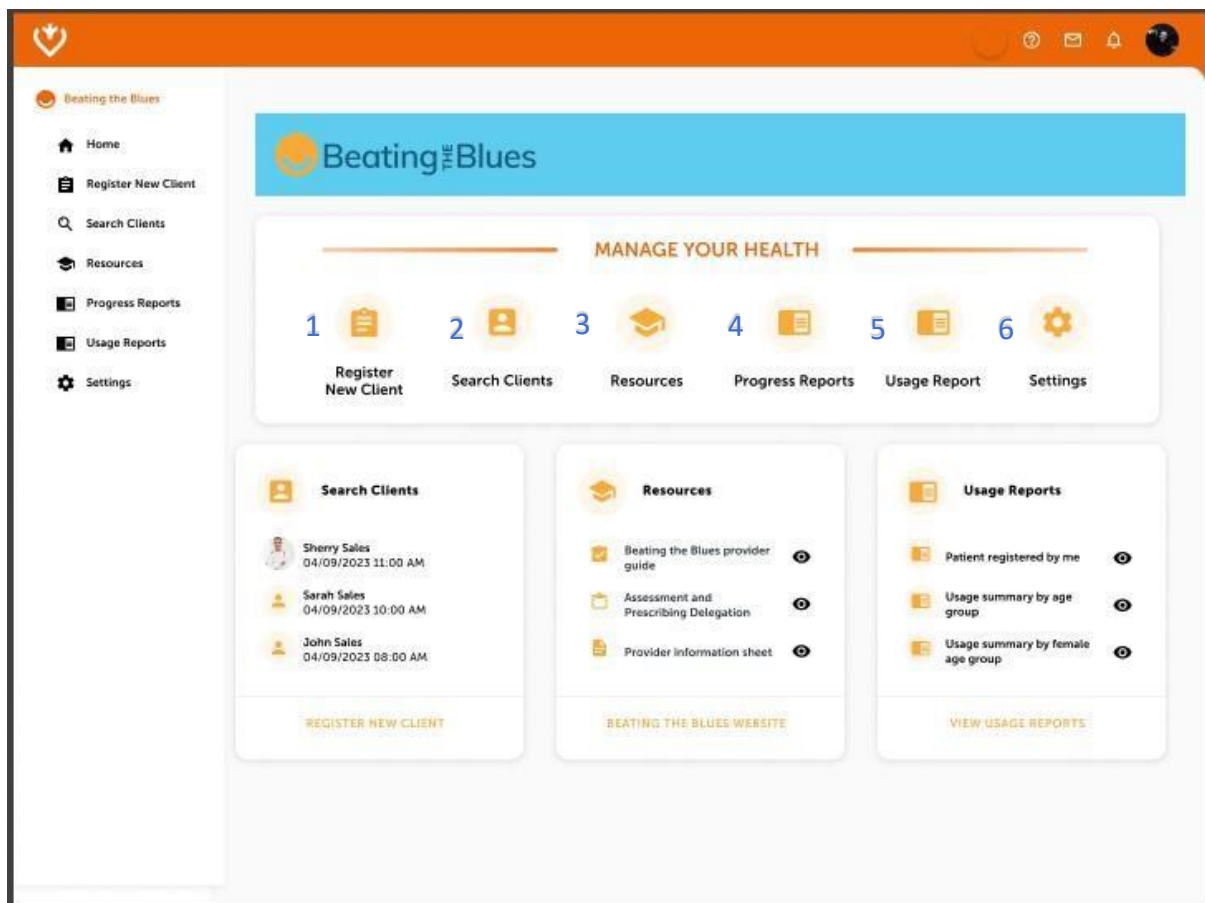 Beating the Blues
Home
Register New Client
Search Clients
Resources
Progress Reports
Usage Reports
Settings
Beating THE Blues
MANAGE YOUR HEALTH
1
2
3
4
5
6
Register
New Client
Search Clients
Resources
Progress Reports
Usage Report
Settings
Search Clients
Sherry Sales
04/09/2023 11:00 AM
Sarah Sales
04/09/2023 10:00 AM
John Sales
04/09/2023 08:00 AM
REGISTER NEW CLIENT
Resources
Beating the Blues provider
guide
Assessment and
Prescribing Delegation
Provider information sheet
BEATING THE BLUES WEBSITE
Usage Reports
Patient registered by me
Usage summary by age
group
Usage summary by female
age group
VIEW USAGE REPORTS